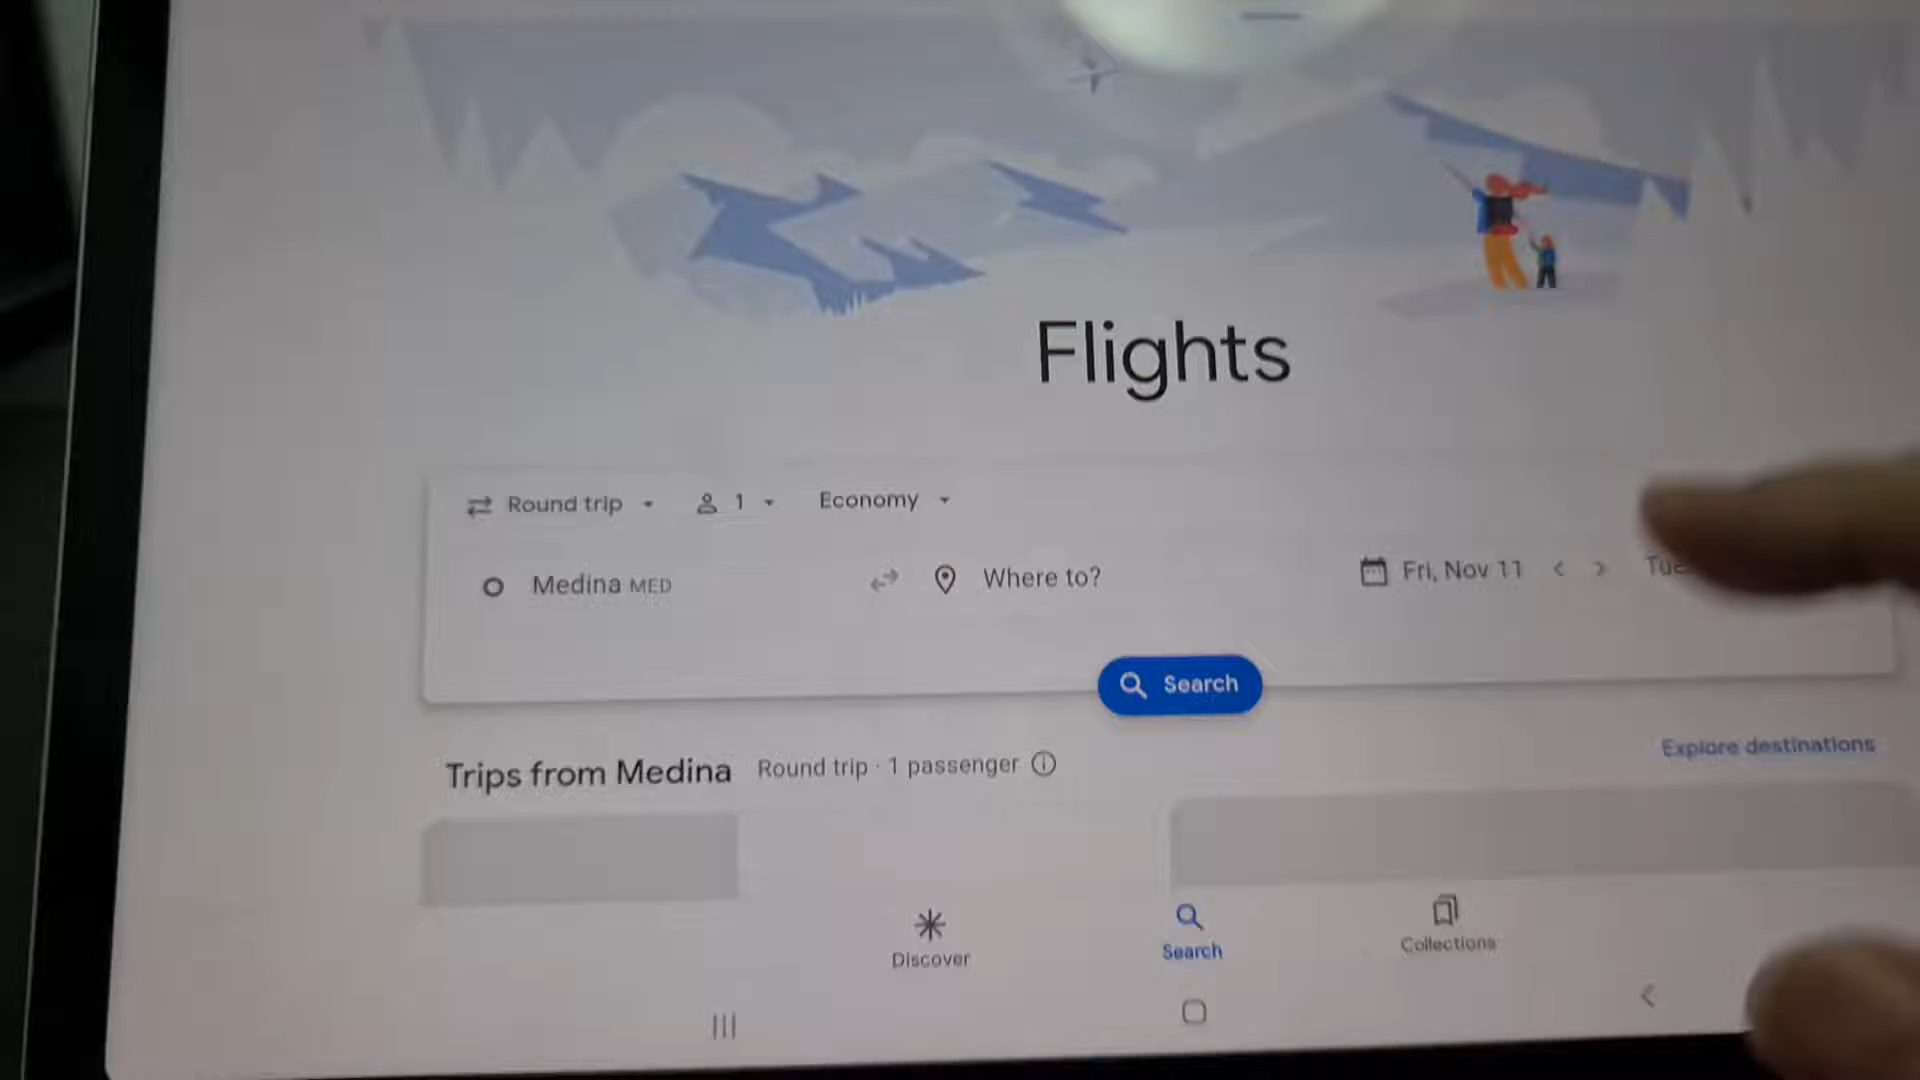 Flights
Round trip 1 Economy
Medina MED Where to? Fri, Nov 11
Search
Trips from Medina Round trip · 1 passenger
Explore destinations
Discover Search Collections